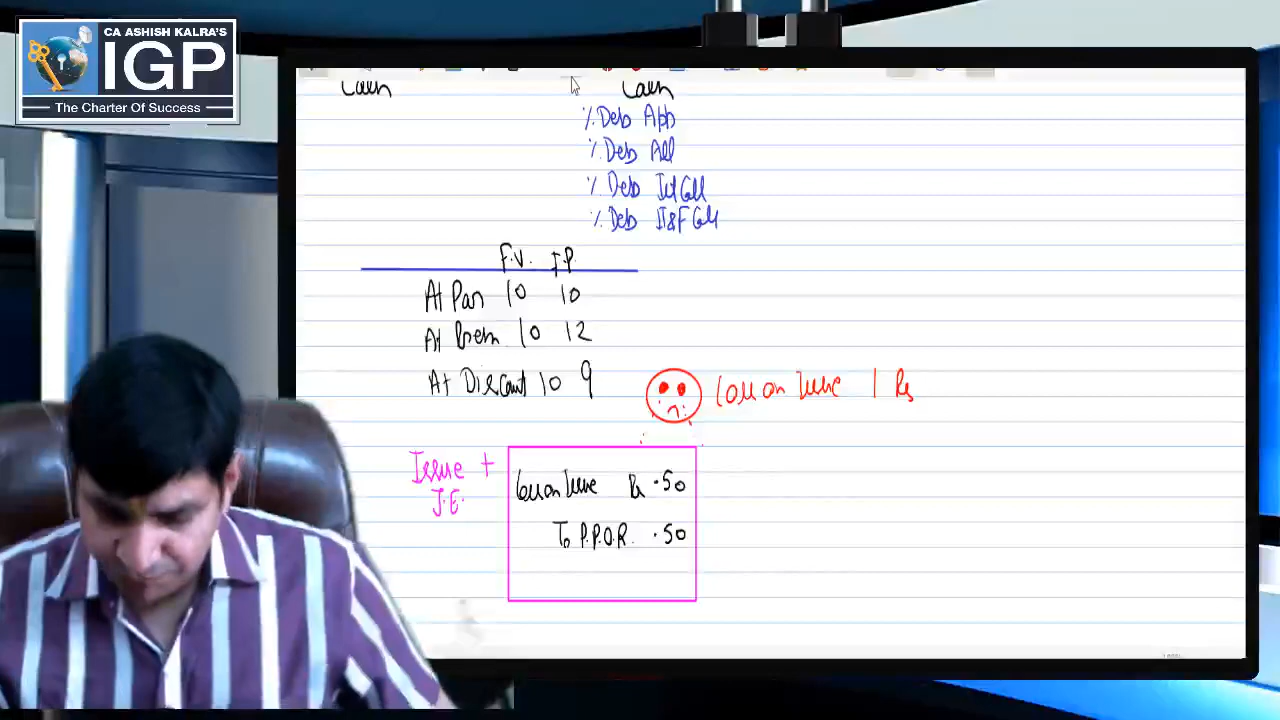 CA ASHISH KALRA'S
IGP
The Charter Of Success
Cash Cash
% Deb App
% Deb All
% Deb Ist Call
% Deb II&F Call
F.V. I.P.
At Par 10 10
At Prem 10 12
At Discount 10 9
Loss on Issue 1 Rs
Issue + J.E.
Loss on Issue Dr .50
To P.P.O.R. .50